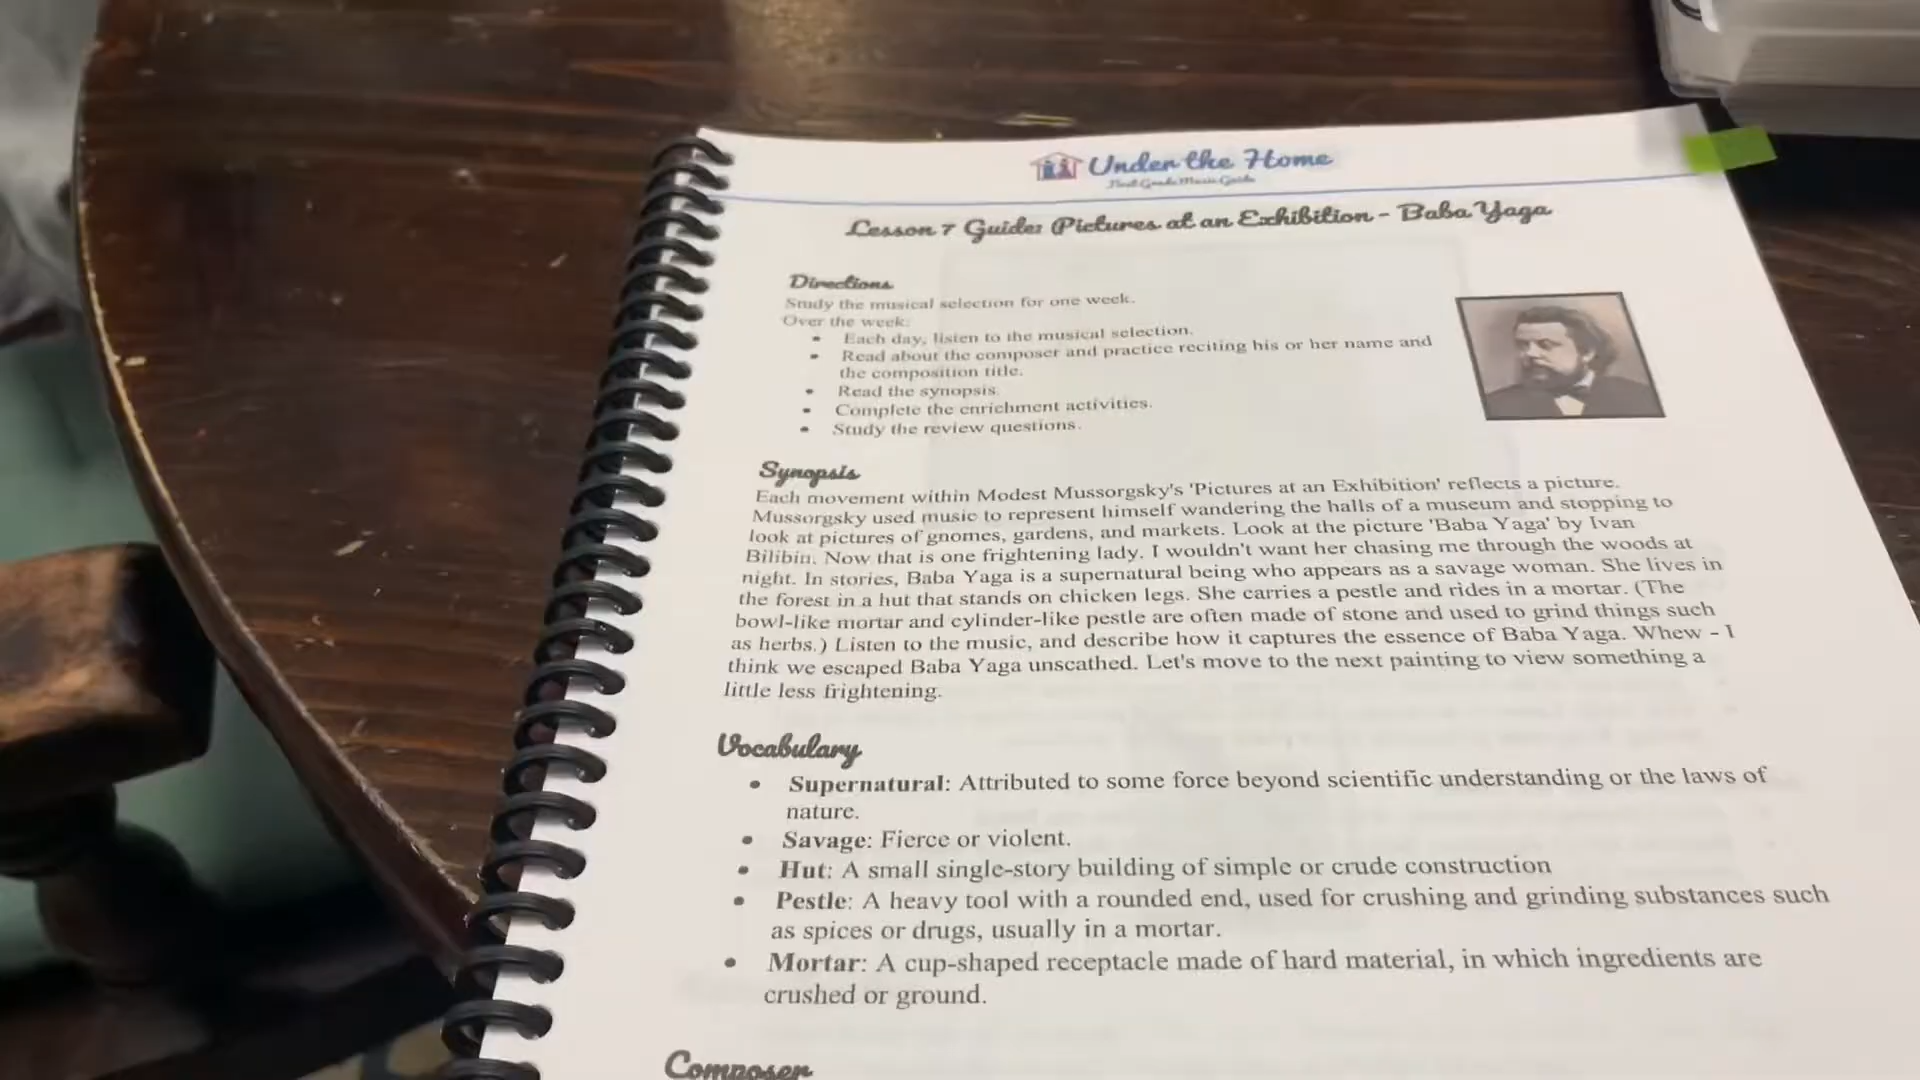 Under the Home
First Grade Music Guide
Lesson 7 Guide: Pictures at an Exhibition - Baba Yaga
Directions
Study the musical selection for one week.
Over the week:
• Each day, listen to the musical selection.
• Read about the composer and practice reciting his or her name and
the composition title.
• Read the synopsis.
• Complete the enrichment activities.
• Study the review questions.
Synopsis
Each movement within Modest Mussorgsky's 'Pictures at an Exhibition' reflects a picture.
Mussorgsky used music to represent himself wandering the halls of a museum and stopping to
look at pictures of gnomes, gardens, and markets. Look at the picture 'Baba Yaga' by Ivan
Bilibin. Now that is one frightening lady. I wouldn't want her chasing me through the woods at
night. In stories, Baba Yaga is a supernatural being who appears as a savage woman. She lives in
the forest in a hut that stands on chicken legs. She carries a pestle and rides in a mortar. (The
bowl-like mortar and cylinder-like pestle are often made of stone and used to grind things such
as herbs.) Listen to the music, and describe how it captures the essence of Baba Yaga. Whew - I
think we escaped Baba Yaga unscathed. Let's move to the next painting to view something a
little less frightening.
Vocabulary
• Supernatural: Attributed to some force beyond scientific understanding or the laws of
nature.
• Savage: Fierce or violent.
• Hut: A small single-story building of simple or crude construction
• Pestle: A heavy tool with a rounded end, used for crushing and grinding substances such
as spices or drugs, usually in a mortar.
• Mortar: A cup-shaped receptacle made of hard material, in which ingredients are
crushed or ground.
Composer